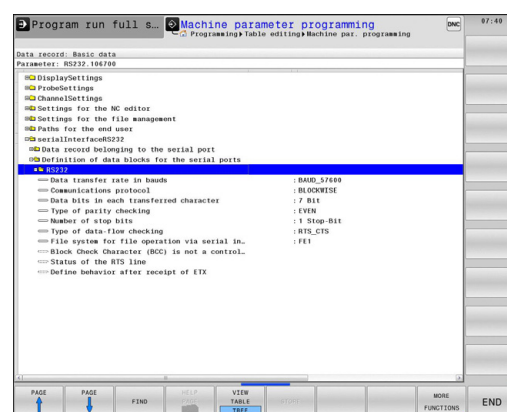 Program run full s...
Machine parameter programming
Programming▸Table editing▸Machine par. programming
DNC
07:40
Data record: Basic data
Parameter: RS232.106700
DisplaySettings
ProbeSettings
ChannelSettings
Settings for the NC editor
Settings for the file management
Paths for the end user
serialInterfaceRS232
Data record belonging to the serial port
Definition of data blocks for the serial ports
RS232
Data transfer rate in bauds :BAUD_57600
Communications protocol :BLOCKWISE
Data bits in each transferred character :7 Bit
Type of parity checking :EVEN
Number of stop bits :1 Stop-Bit
Type of data-flow checking :RTS_CTS
File system for file operation via serial in… :FE1
Block Check Character (BCC) is not a control…
Status of the RTS line
Define behavior after receipt of ETX
PAGE
PAGE
FIND
HELP
VIEW
TABLE
TREE
MORE
FUNCTIONS
END